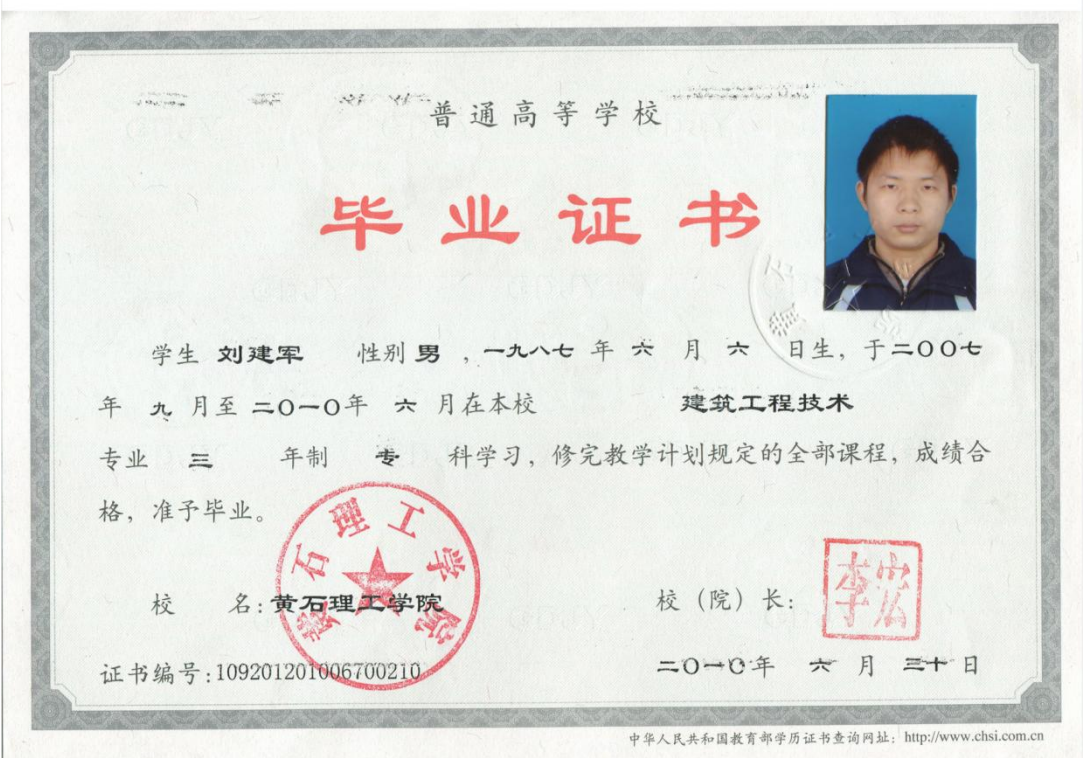 普通高等学校
毕业证书
学生 刘建军 性别 男 ，一九八七 年 六 月 六 日生，于二〇〇七
年 九 月至 二〇一〇年 六 月在本校 建筑工程技术
专业 三 年制 专 科学习，修完教学计划规定的全部课程，成绩合
格，准予毕业。
黄石理工学院
校 名：黄石理工学院
校（院）长：
李宏
证书编号：109201201006700210
二〇一〇年 六 月 三十日
中华人民共和国教育部学历证书查询网址：http://www.chsi.com.cn